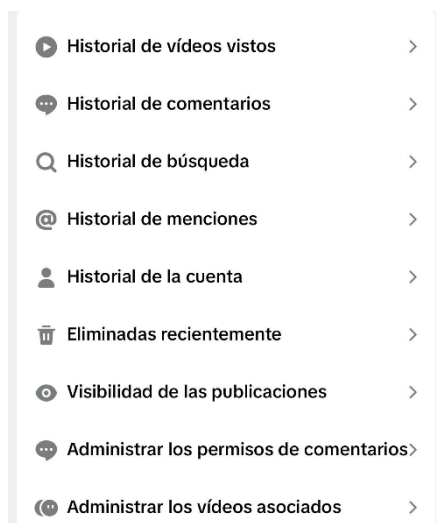 Historial de vídeos vistos
Historial de comentarios
Historial de búsqueda
Historial de menciones
Historial de la cuenta
Eliminadas recientemente
Visibilidad de las publicaciones
Administrar los permisos de comentarios
Administrar los vídeos asociados